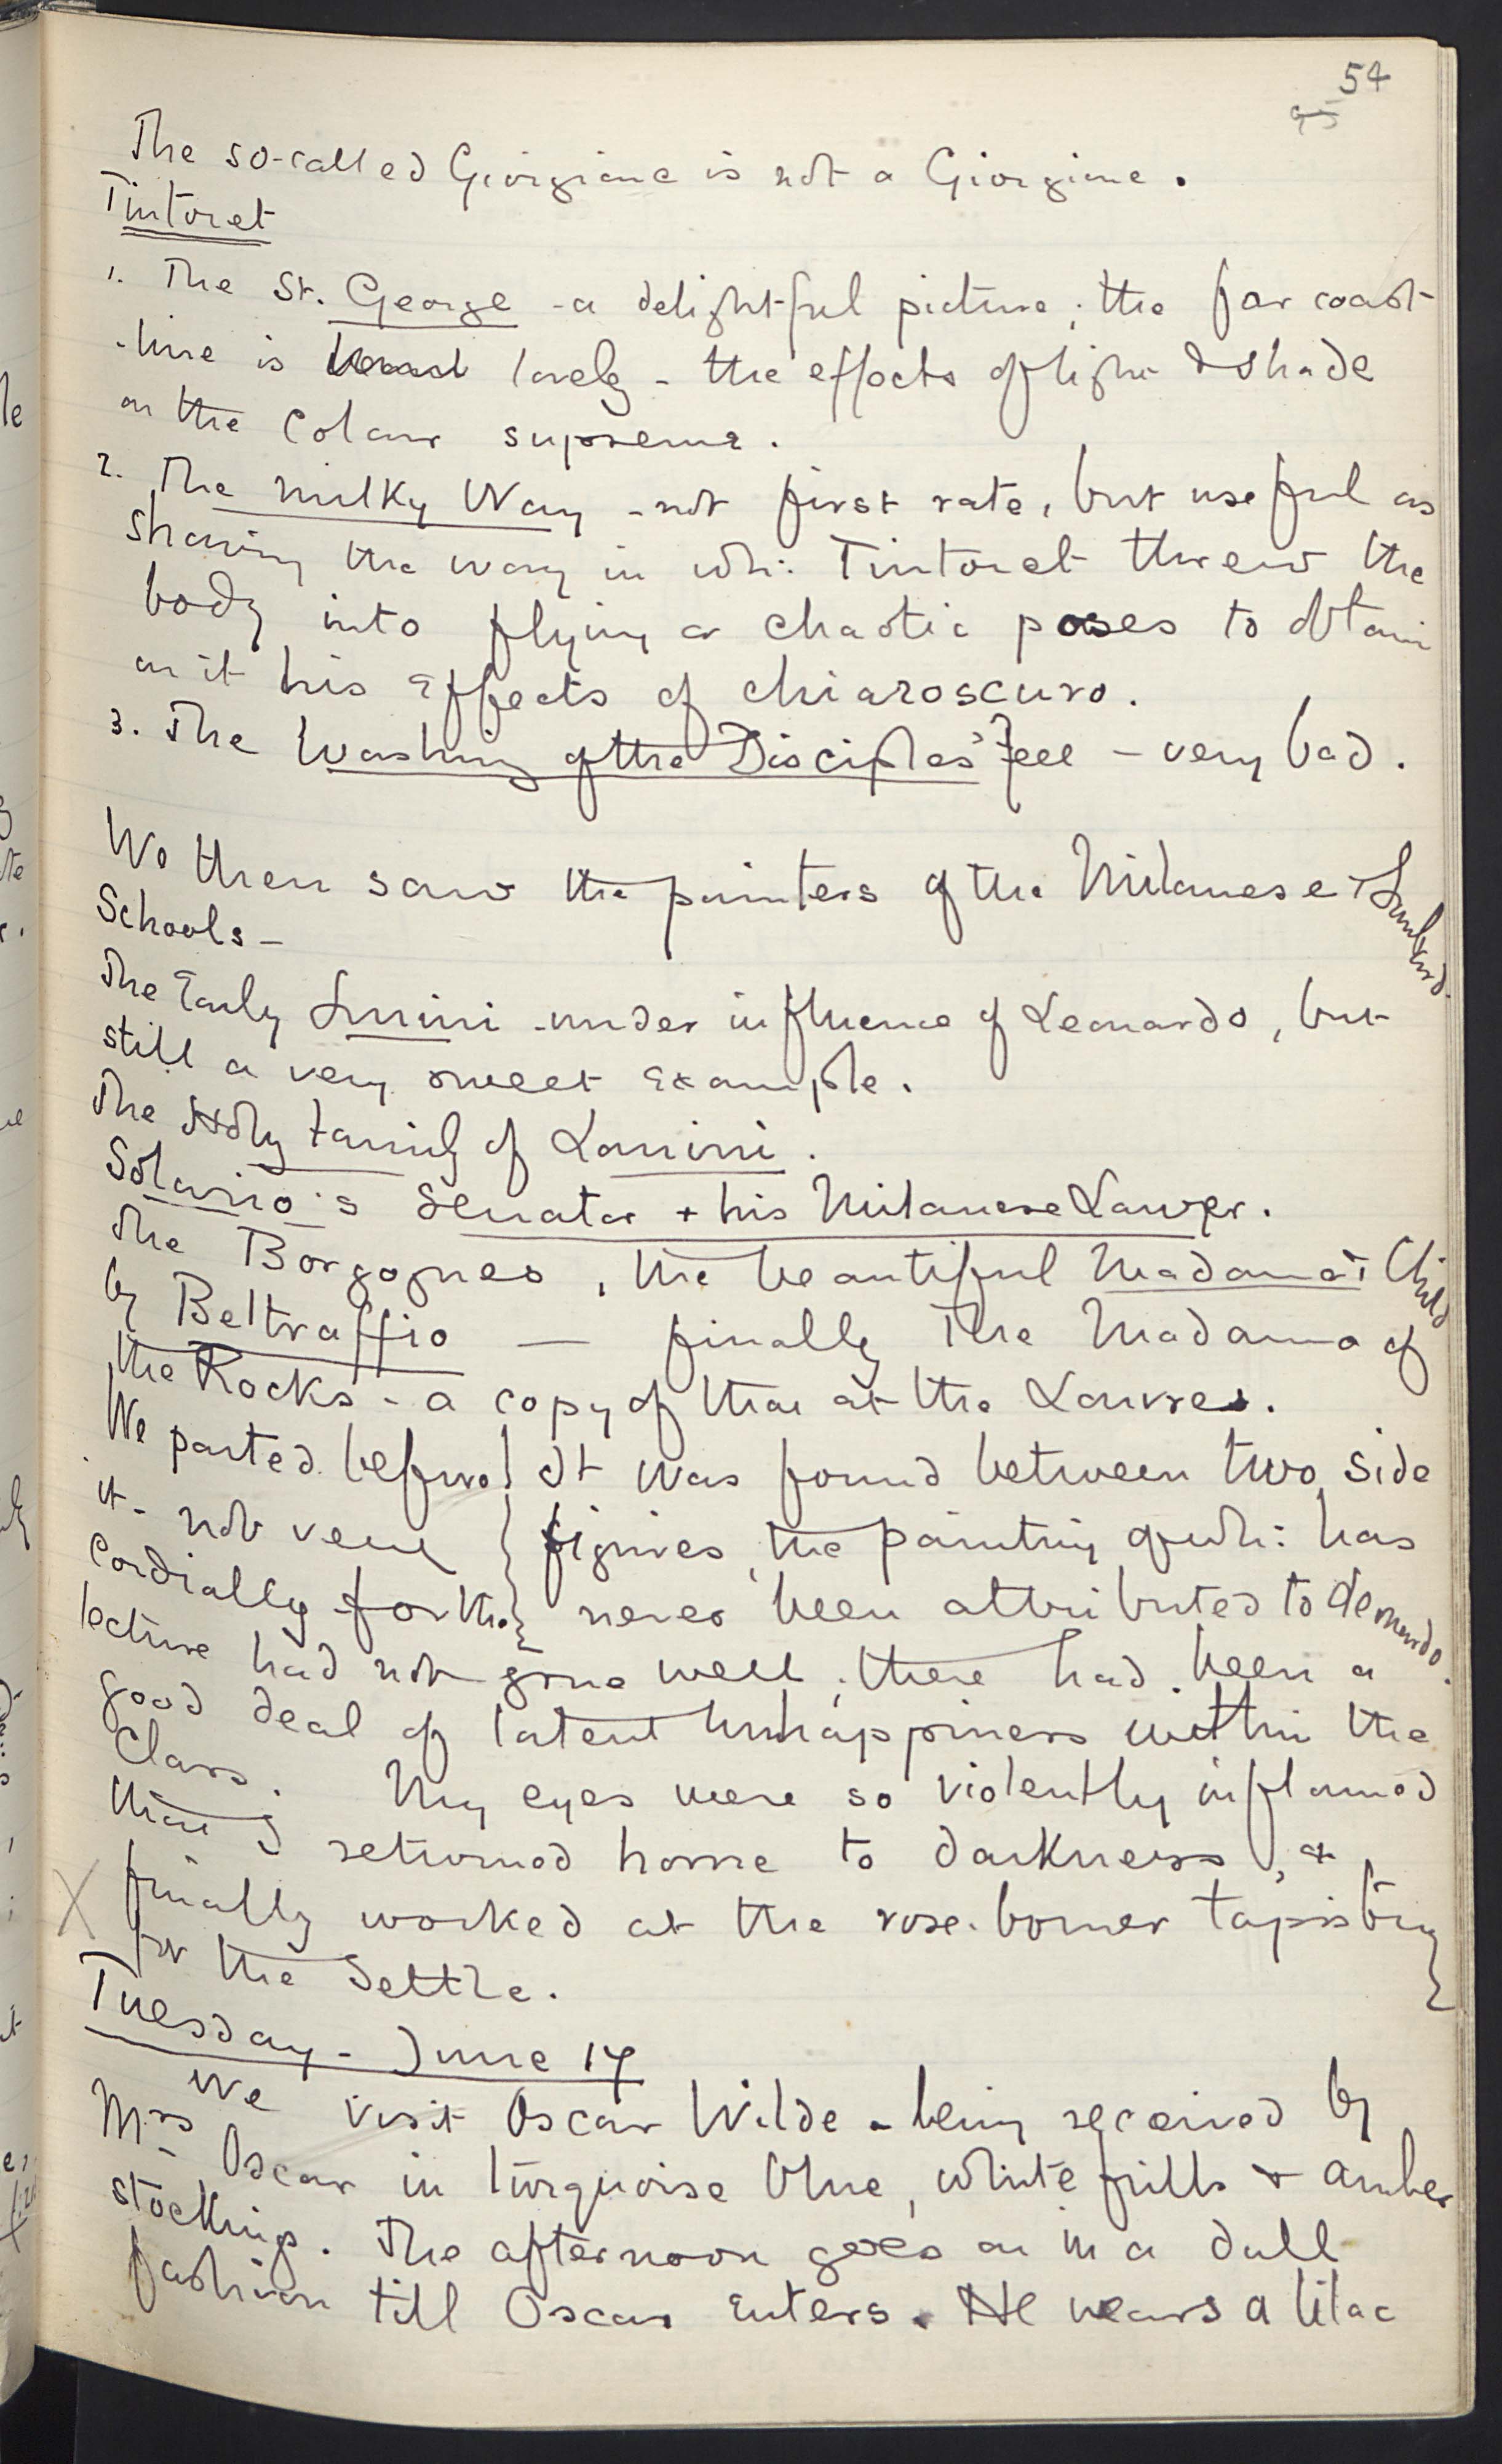 54
The so-called Giorgione is not a Giorgione.
Tintoret
1. The St. George - a delightful picture; the far coast-
-line is lovely - the effects of light & shade
on the colour supreme.
2. The Milky Way - not first rate, but useful as
showing the way in wh: Tintoret threw the
body into flying or chaotic poses to obtain
on it his effects of chiaroscuro.
3. The Washing of the Disciples' Feet - very bad.
We then saw the painters of the Milanese & Lombard
Schools -
The Early Luini - under influence of Leonardo, but
still a very sweet example.
The Holy Family of Lanini.
Solario's Senator + his Milanese Lawyer.
The Borgognes, the beautiful Madonna & Child
by Beltraffio — finally The Madonna of
the Rocks - a copy of that at the Louvre.
We parted before
it - not very
cordially for the
It was found between two side
figures, the painting of wh: has
never been attributed to Leonardo.
lecture had not gone well; there had been a
good deal of latent unhappiness within the
Class. My eyes were so violently inflamed
that I returned home to darkness, &
X finally worked at the rose-bower tapistry
for the Settle.
Tuesday - June 17
We visit Oscar Wilde - being received by
Mrs Oscar in turquoise blue, white frills & amber
stockings. The afternoon goes on in a dull
fashion till Oscar enters. He wears a lilac